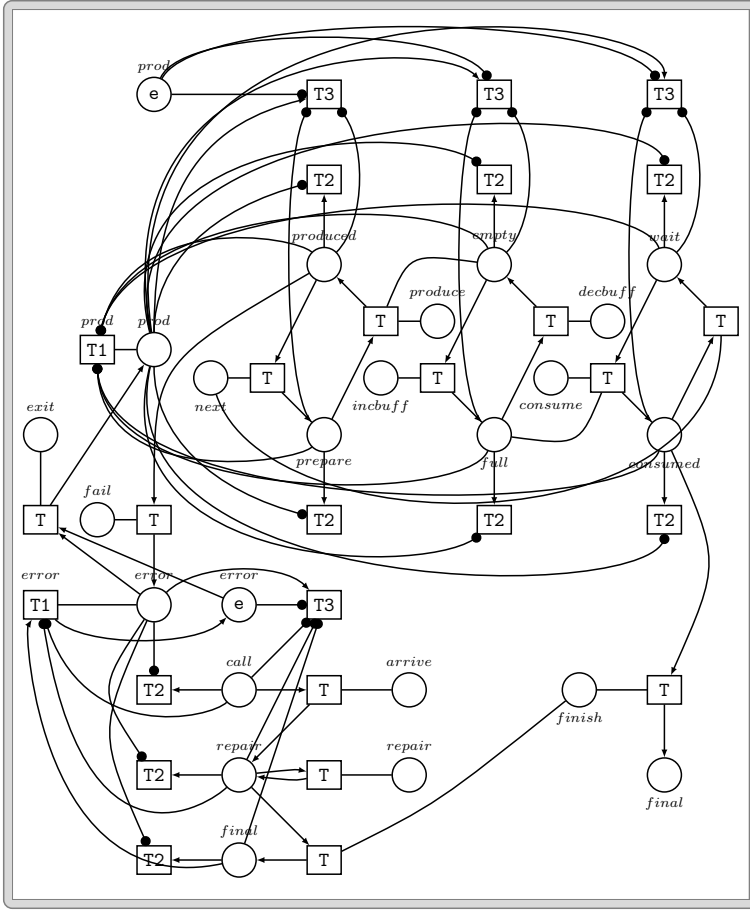 prod
e T3 T3 T3
T2 T2 T2
produced empty wait
produce decbuff
prod prod T T T
T1
T T T
exit next incbuff consume
prepare full consumed
fail
T T T2 T2 T2
error error error
T1 e T3
call arrive
T2 T T
finish
repair repair
T2 T
final
final
T2 T